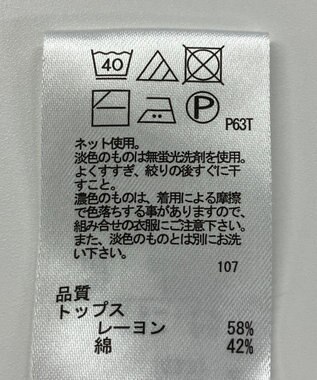 40
P
P63T
ネット使用。
淡色のものは無蛍光洗剤を使用。
よくすすぎ、絞りの後すぐに干
すこと。
濃色のものは、着用による摩擦
で色落ちする事がありますので、
組み合せの衣服にご注意下さい。
また、淡色のものとは別にお洗
い下さい。
107
品質
トップス
レーヨン 58%
綿 42%